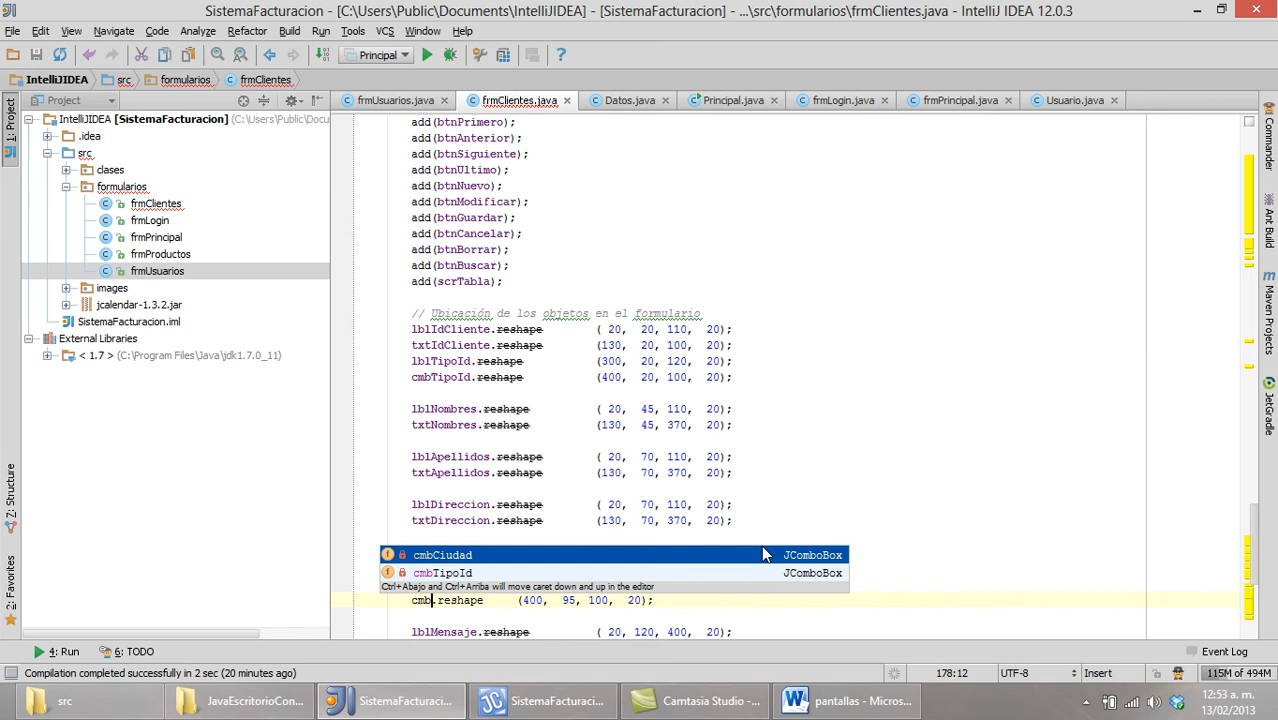 SistemaFacturacion - [C:\Users\Public\Documents\IntelliJIDEA] - [SistemaFacturacion] - ...\src\formularios\frmClientes.java - IntelliJ IDEA 12.0.3
File Edit View Navigate Code Analyze Refactor Build Run Tools VCS Window Help
Principal
IntelliJIDEA src formularios frmClientes
Project frmUsuarios.java frmClientes.java Datos.java Principal.java frmLogin.java frmPrincipal.java Usuario.java
1: Project
Z: Structure
2: Favorites
IntelliJIDEA [SistemaFacturacion] (C:\Users\Public\Docu
.idea
src
clases
formularios
frmClientes
frmLogin
frmPrincipal
frmProductos
frmUsuarios
images
jcalendar-1.3.2.jar
SistemaFacturacion.iml
External Libraries
< 1.7 > (C:\Program Files\Java\jdk1.7.0_11)
add(btnPrimero);
add(btnAnterior);
add(btnSiguiente);
add(btnUltimo);
add(btnNuevo);
add(btnModificar);
add(btnGuardar);
add(btnCancelar);
add(btnBorrar);
add(btnBuscar);
add(scrTabla);
// Ubicación de los objetos en el formulario
lblIdCliente.reshape ( 20, 20, 110, 20);
txtIdCliente.reshape (130, 20, 100, 20);
lblTipoId.reshape (300, 20, 120, 20);
cmbTipoId.reshape (400, 20, 100, 20);
lblNombres.reshape ( 20, 45, 110, 20);
txtNombres.reshape (130, 45, 370, 20);
lblApellidos.reshape ( 20, 70, 110, 20);
txtApellidos.reshape (130, 70, 370, 20);
lblDireccion.reshape ( 20, 70, 110, 20);
txtDireccion.reshape (130, 70, 370, 20);
cmbCiudad JComboBox
cmbTipoId JComboBox
Ctrl+Abajo and Ctrl+Arriba will move caret down and up in the editor
cmb.reshape (400, 95, 100, 20);
lblMensaje.reshape ( 20, 120, 400, 20);
Commander
Ant Build
Maven Projects
JetGradle
4: Run 6: TODO Event Log
Compilation completed successfully in 2 sec (20 minutes ago) 178:12 UTF-8 Insert 115M of 494M
src JavaEscritorioCon... SistemaFacturaci... SistemaFacturaci... Camtasia Studio -... pantallas - Micros...
12:53 a. m.
13/02/2013